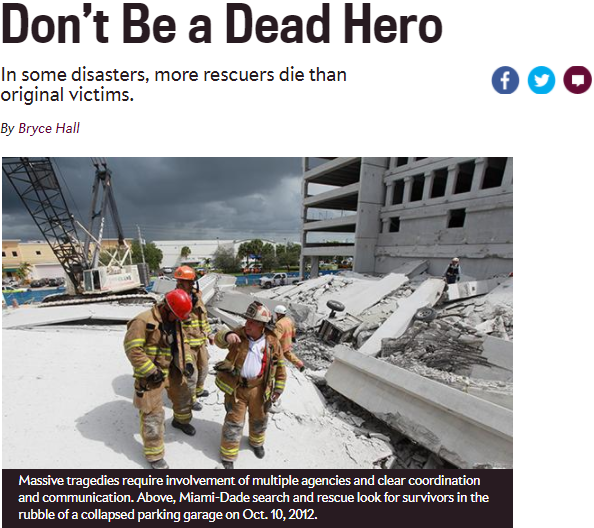 Don't Be a Dead Hero
In some disasters, more rescuers die than
original victims.
By Bryce Hall
Massive tragedies require involvement of multiple agencies and clear coordination
and communication. Above, Miami-Dade search and rescue look for survivors in the
rubble of a collapsed parking garage on Oct. 10, 2012.